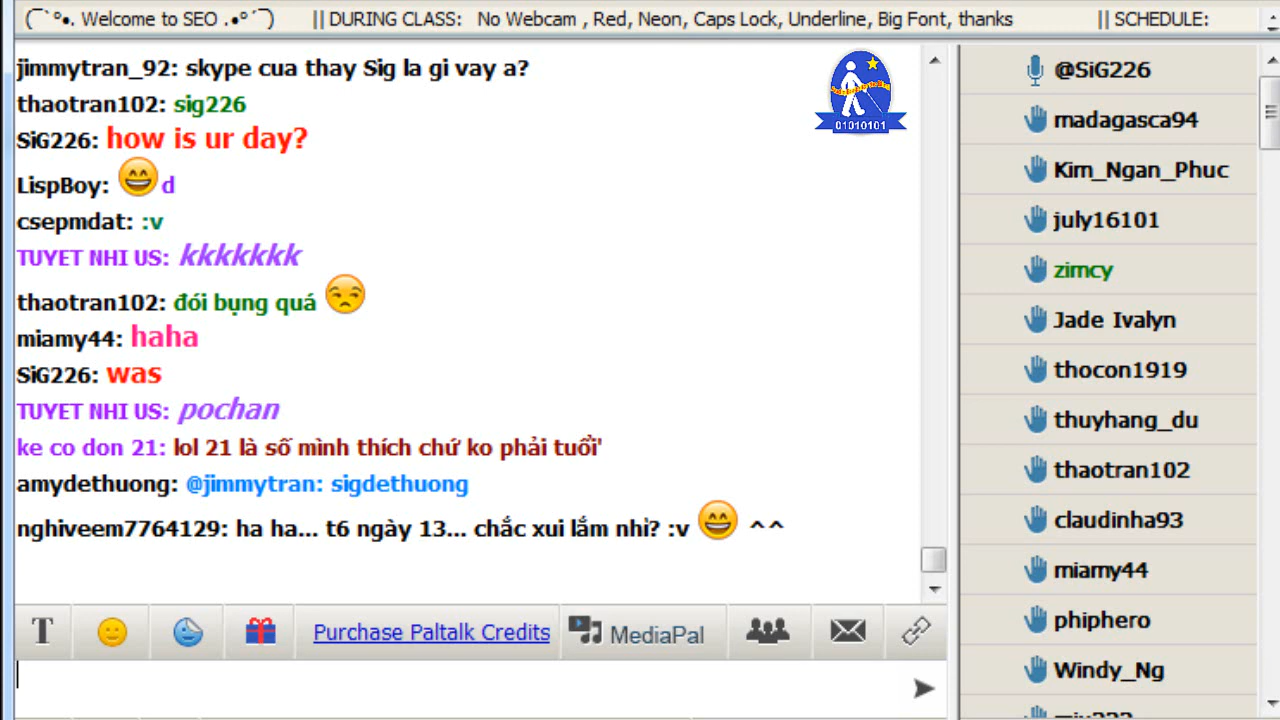 (¯`°•. Welcome to SEO .•°´¯) || DURING CLASS: No Webcam , Red, Neon, Caps Lock, Underline, Big Font, thanks || SCHEDULE:
jimmytran_92: skype cua thay Sig la gi vay a?
thaotran102: sig226
SiG226: how is ur day?
LispBoy: 😄 d
csepmdat: :v
TUYET NHI US: kkkkkkk
thaotran102: đói bụng quá 😒
miamy44: haha
SiG226: was
TUYET NHI US: pochan
ke co don 21: lol 21 là số mình thích chứ ko phải tuổi'
amydethuong: @jimmytran: sigdethuong
nghiveem7764129: ha ha... t6 ngày 13... chắc xui lắm nhỉ? :v 😄 ^^
01010101
T
Purchase Paltalk Credits
MediaPal
@SiG226
madagasca94
Kim_Ngan_Phuc
july16101
zimcy
Jade Ivalyn
thocon1919
thuyhang_du
thaotran102
claudinha93
miamy44
phiphero
Windy_Ng